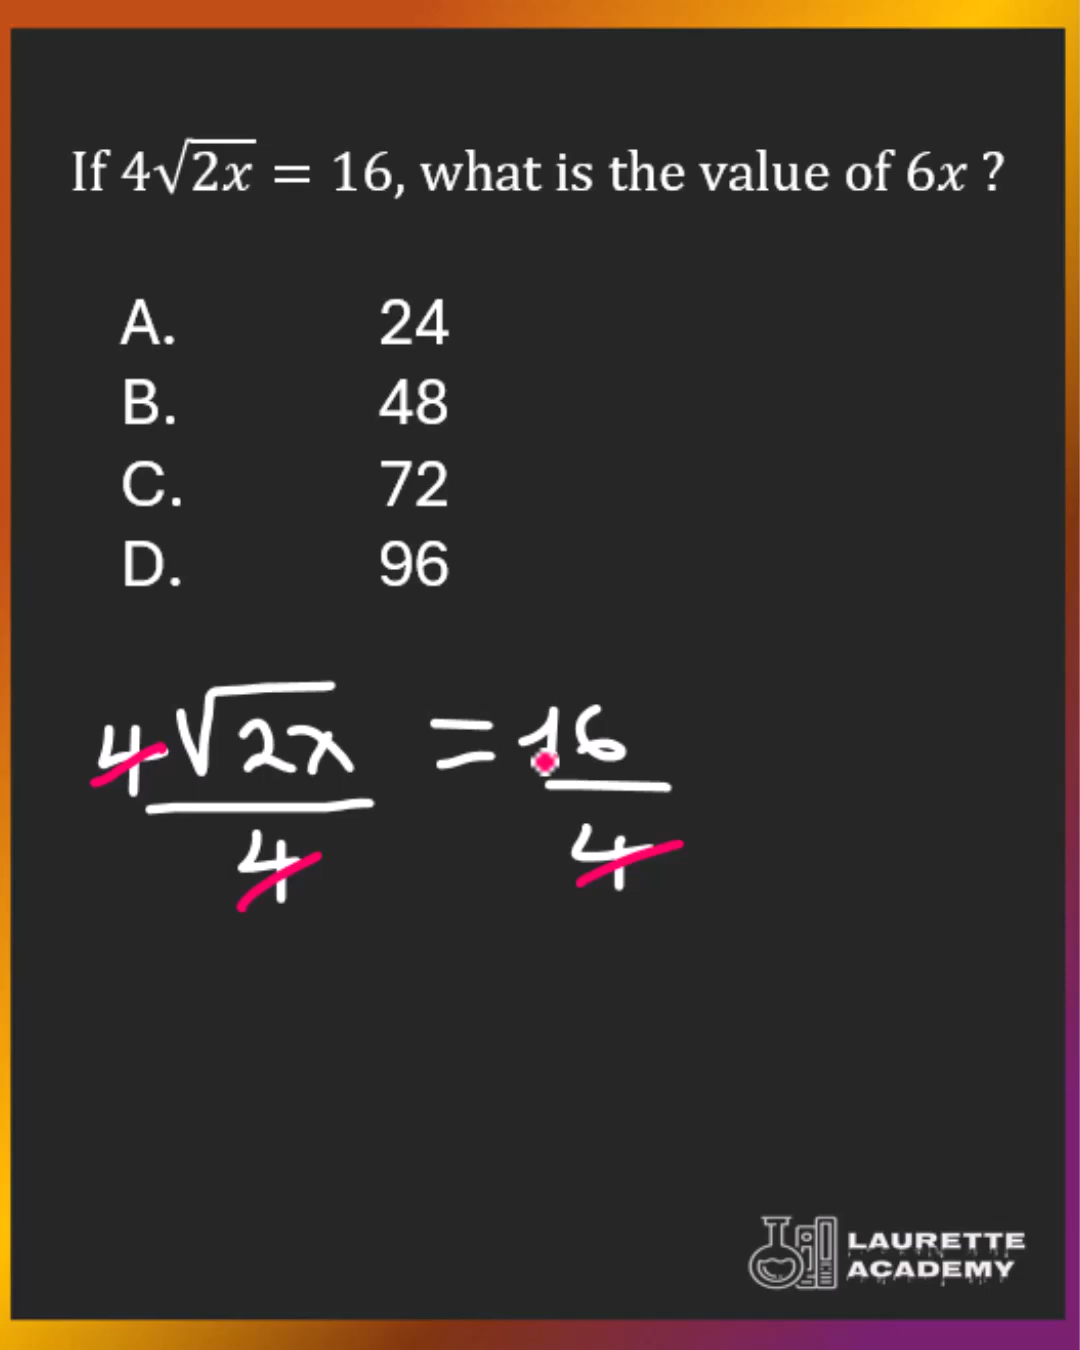 If 4√2x = 16, what is the value of 6x ?
A. 24
B. 48
C. 72
D. 96
4√2x = 16
4 4
LAURETTE
ACADEMY